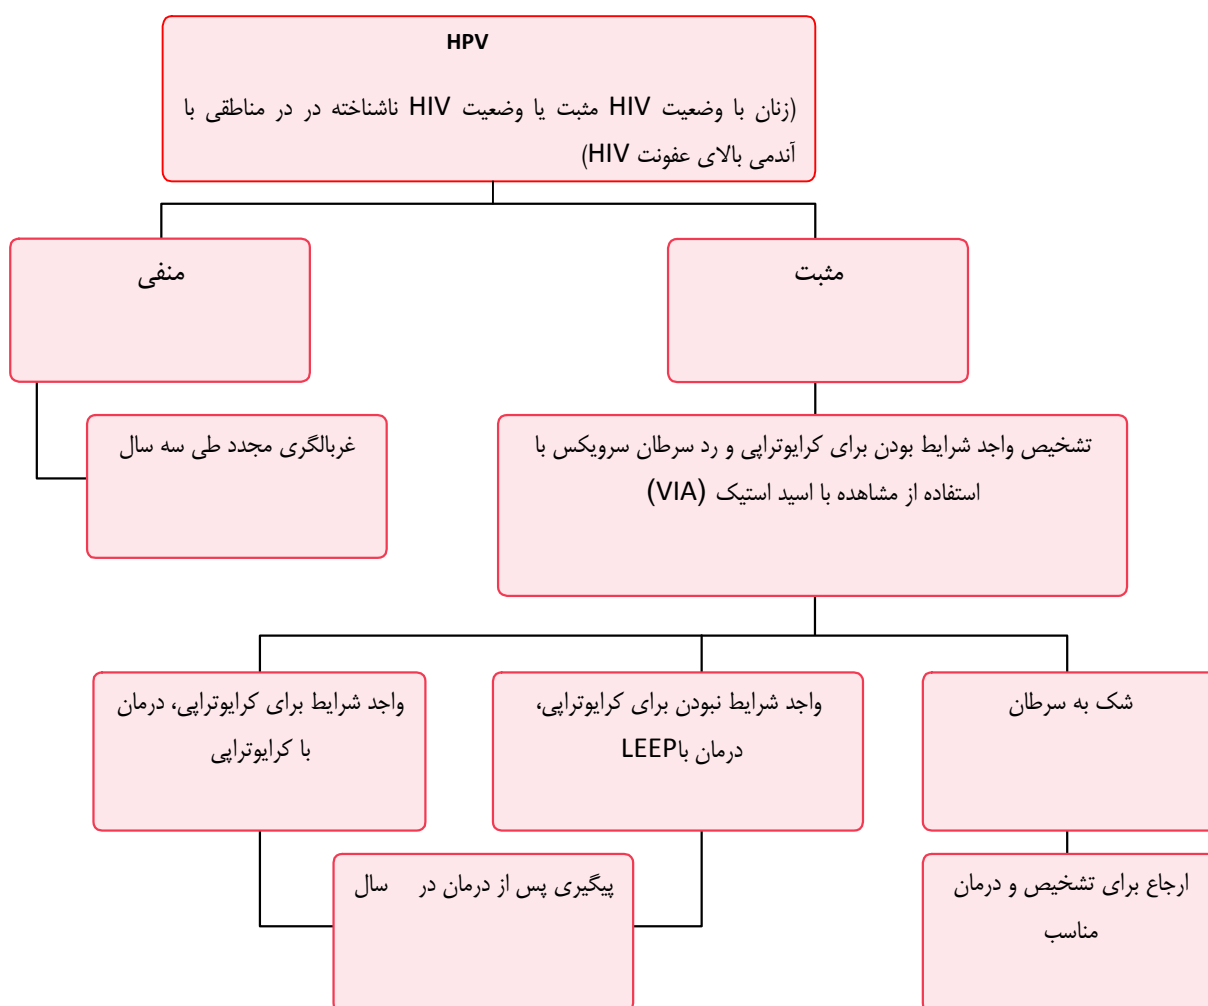 HPV
(زنان با وضعیت HIV مثبت یا وضعیت HIV ناشناخته در در مناطقی با
آندمی بالای عفونت HIV)
مثبت
منفی
تشخیص واجد شرایط بودن برای کرایوتراپی و رد سرطان سرویکس با
استفاده از مشاهده با اسید استیک (VIA)
غربالگری مجدد طی سه سال
شک به سرطان
واجد شرایط نبودن برای کرایوتراپی،
درمان باLEEP
واجد شرایط برای کرایوتراپی، درمان
با کرایوتراپی
ارجاع برای تشخیص و درمان
مناسب
پیگیری پس از درمان در سال